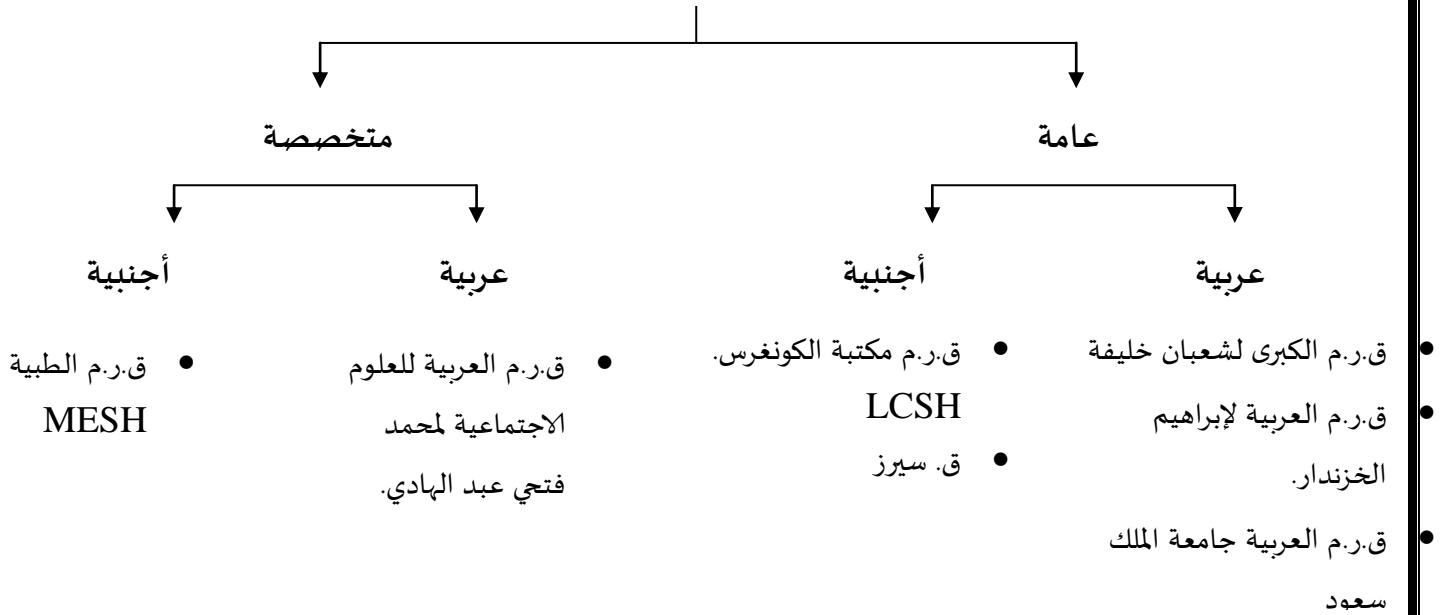 عامة
متخصصة
عربية
أجنبية
عربية
أجنبية
● ق.ر.م الكبرى لشعبان خليفة
● ق.ر.م العربية لإبراهيم
الخزندار.
● ق.ر.م العربية جامعة الملك
سعود
● ق.ر.م مكتبة الكونغرس.
LCSH
● ق. سيرز
● ق.ر.م العربية للعلوم
الاجتماعية لمحمد
فتحي عبد الهادي.
● ق.ر.م الطبية
MESH